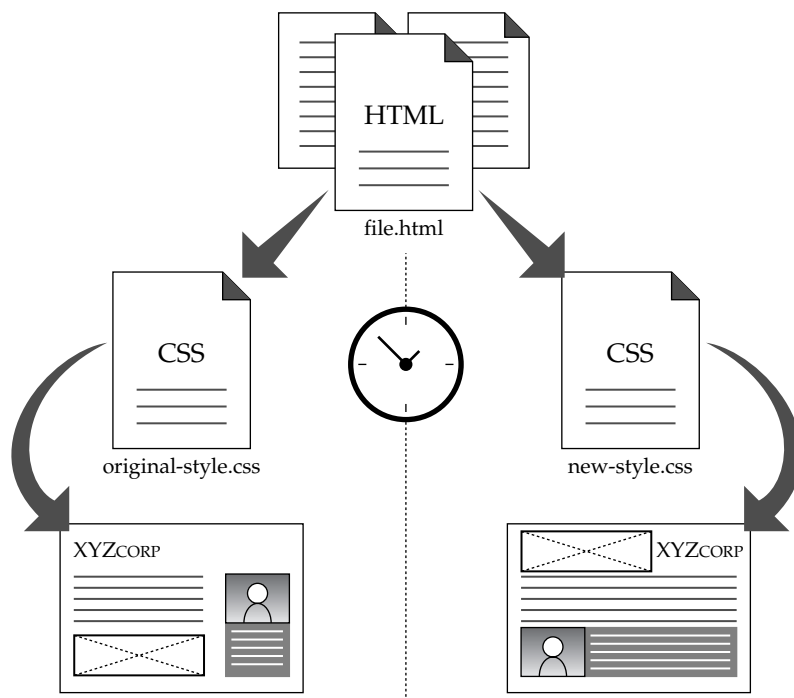 HTML
file.html
CSS
CSS
original-style.css
new-style.css
XYZCORP
XYZCORP